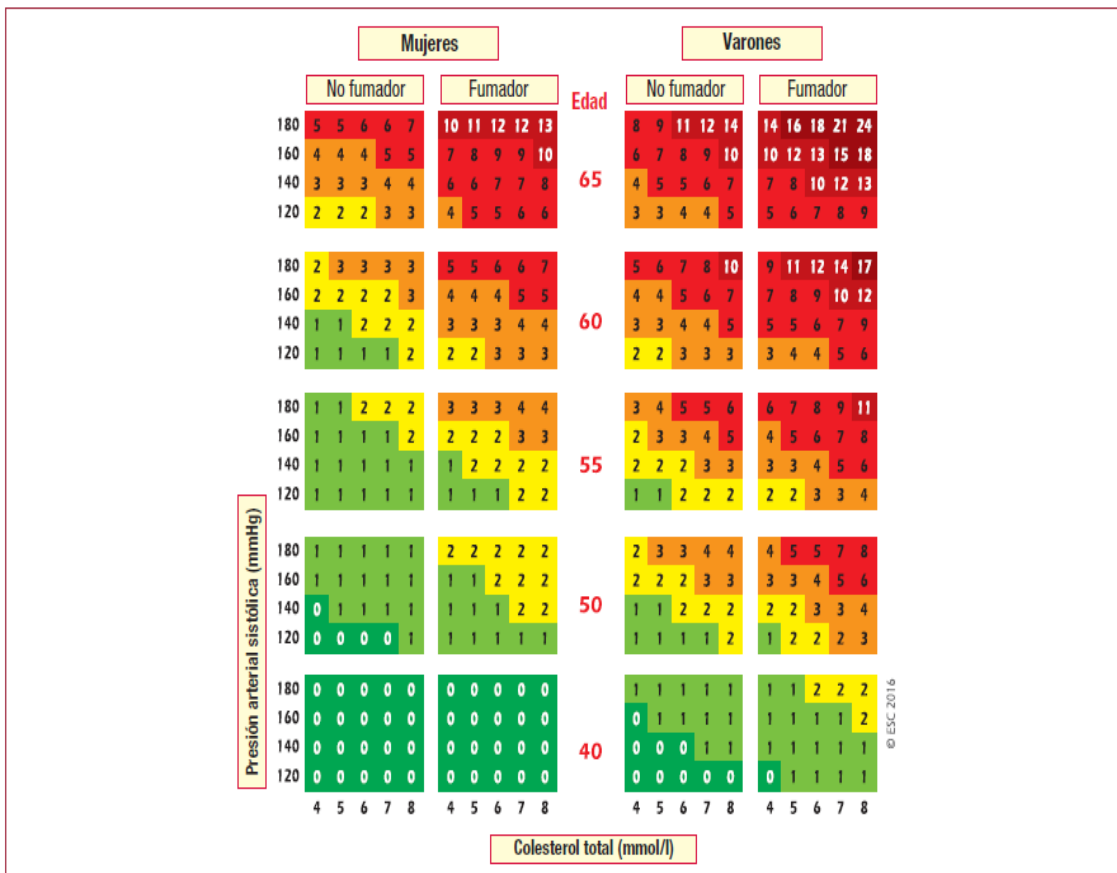 Mujeres Varones
No fumador Fumador Edad No fumador Fumador
180 5 5 6 6 7 10 11 12 12 13 8 9 11 12 14 14 16 18 21 24
160 4 4 4 5 5 7 8 9 9 10 6 7 8 9 10 10 12 13 15 18
65
140 3 3 3 4 4 6 6 7 7 8 4 5 5 6 7 7 8 10 12 13
120 2 2 2 3 3 4 5 5 6 6 3 3 4 4 5 5 6 7 8 9
180 2 3 3 3 3 5 5 6 6 7 5 6 7 8 10 9 11 12 14 17
160 2 2 2 2 3 4 4 4 5 5 4 4 5 6 7 7 8 9 10 12
60
140 1 1 2 2 2 3 3 3 4 4 3 3 4 4 5 5 5 6 7 9
120 1 1 1 1 2 2 2 3 3 3 2 2 3 3 3 3 4 4 5 6
180 1 1 2 2 2 3 3 3 4 4 3 4 5 5 6 6 7 8 9 11
160 1 1 1 1 2 2 2 2 3 3 2 3 3 4 5 4 5 6 7 8
55
140 1 1 1 1 1 1 2 2 2 2 2 2 2 3 3 3 3 4 5 6
120 1 1 1 1 1 1 1 1 2 2 1 1 2 2 2 2 2 3 3 4
180 1 1 1 1 1 2 2 2 2 2 2 3 3 4 4 4 5 5 7 8
160 1 1 1 1 1 1 1 2 2 2 2 2 2 3 3 3 3 4 5 6
50
140 0 1 1 1 1 1 1 1 2 2 1 1 2 2 2 2 2 3 3 4
120 0 0 0 0 1 1 1 1 1 1 1 1 1 1 2 1 2 2 2 3
180 0 0 0 0 0 0 0 0 0 0 1 1 1 1 1 1 1 2 2 2
160 0 0 0 0 0 0 0 0 0 0 0 1 1 1 1 1 1 1 1 2
40
140 0 0 0 0 0 0 0 0 0 0 0 0 0 1 1 1 1 1 1 1
120 0 0 0 0 0 0 0 0 0 0 0 0 0 0 0 0 1 1 1 1
4 5 6 7 8 4 5 6 7 8 4 5 6 7 8 4 5 6 7 8
Presión arterial sistólica (mmHg)
Colesterol total (mmol/l)
© ESC 2016